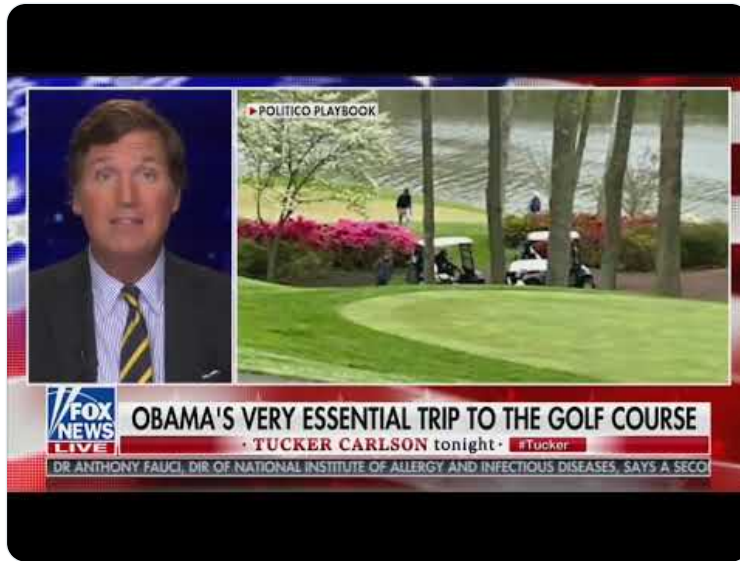 ►POLITICO PLAYBOOK
FOX
NEWS
LIVE
OBAMA'S VERY ESSENTIAL TRIP TO THE GOLF COURSE
· TUCKER CARLSON tonight · #Tucker
DR ANTHONY FAUCI, DIR OF NATIONAL INSTITUTE OF ALLERGY AND INFECTIOUS DISEASES, SAYS A SECO